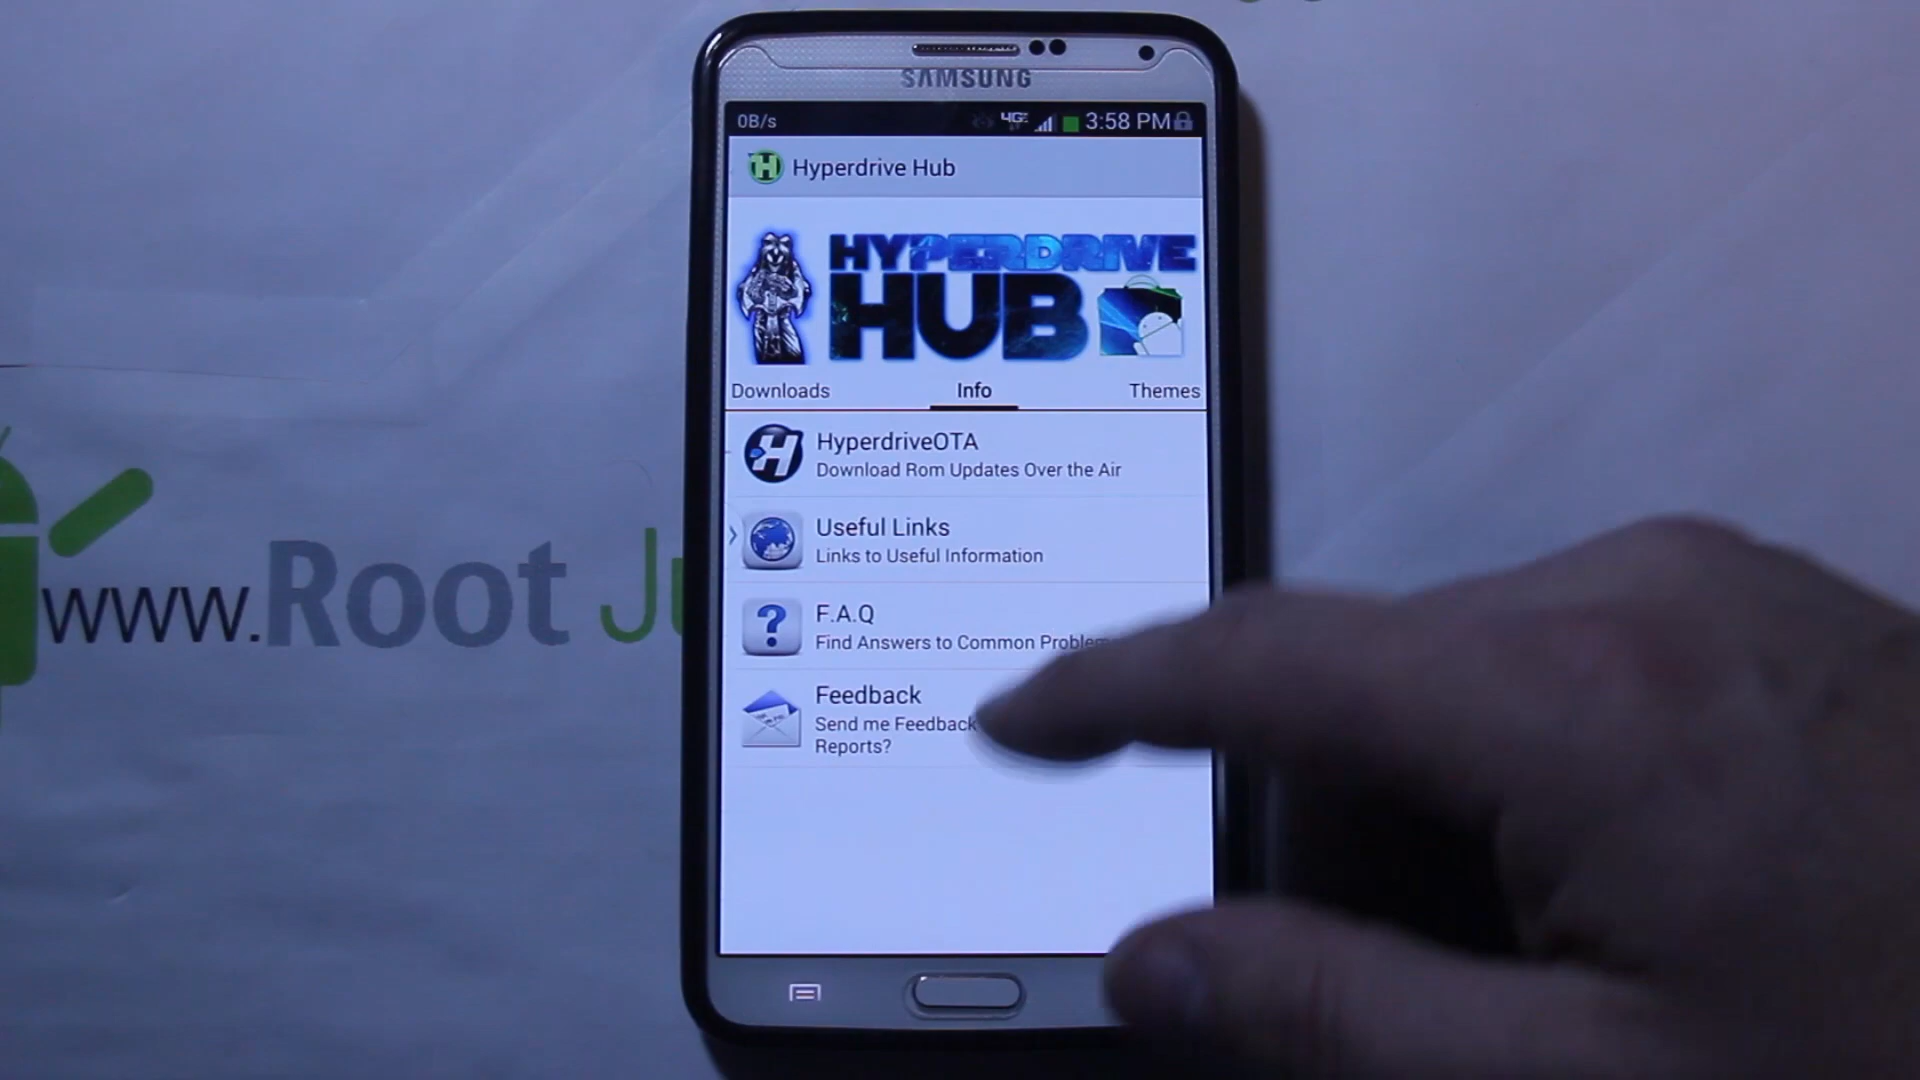 SAMSUNG
0B/s 4G 3:58 PM
Hyperdrive Hub
HYPERDRIVE
HUB
Downloads Info Themes
HyperdriveOTA
Download Rom Updates Over the Air
Useful Links
Links to Useful Information
F.A.Q
Find Answers to Common
Feedback
Send me Feedback
Reports?
www.Root